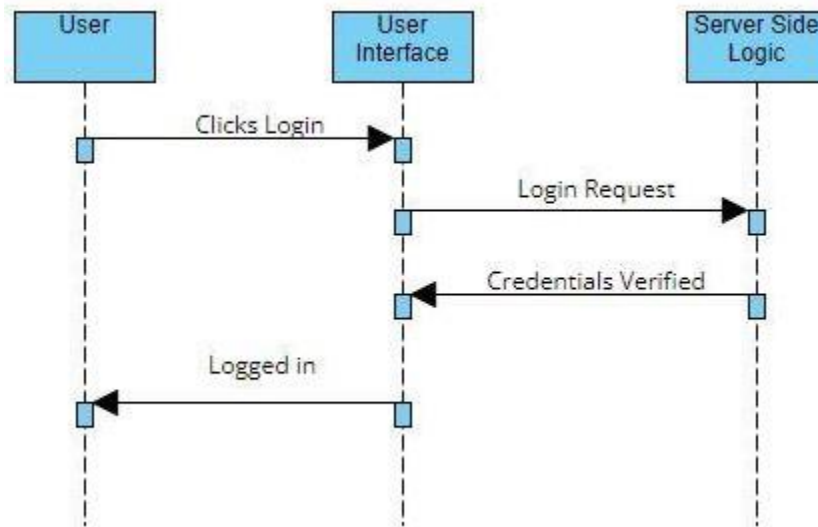 User
User
Interface
Server Side
Logic
Clicks Login
Login Request
Credentials Verified
Logged in